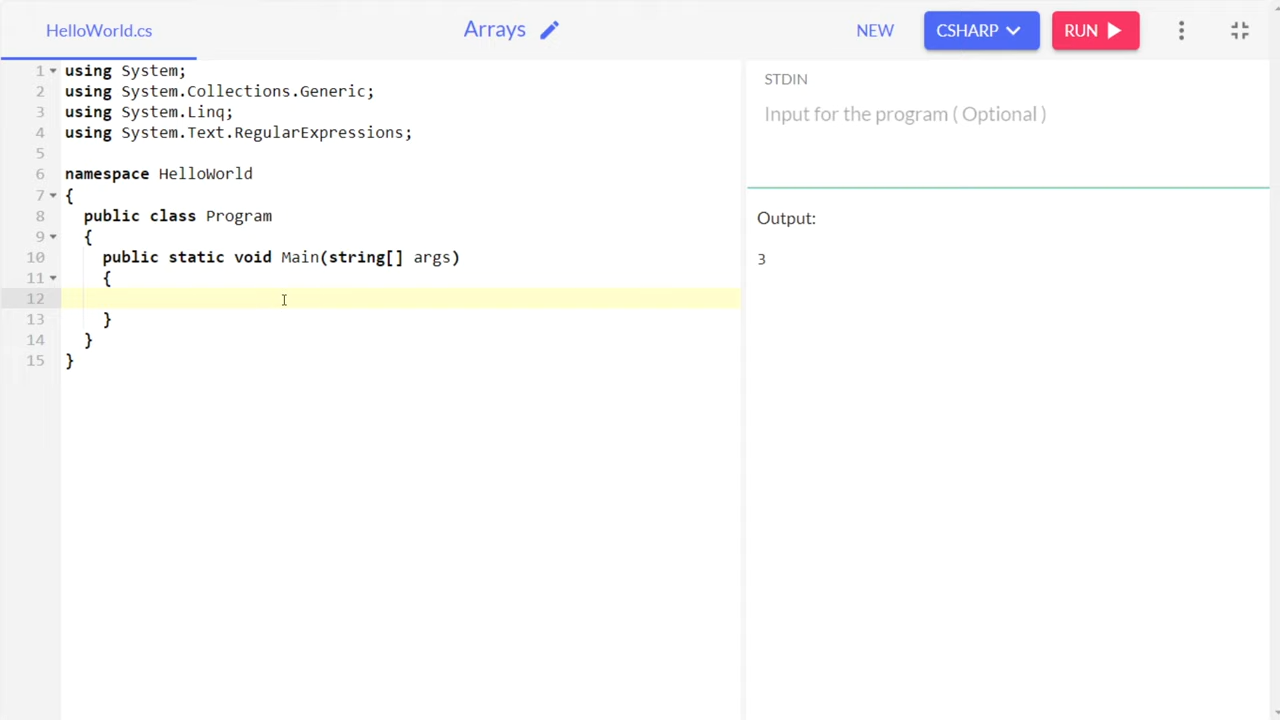 HelloWorld.cs
Arrays
NEW
CSHARP
RUN
1 using System;
2 using System.Collections.Generic;
3 using System.Linq;
4 using System.Text.RegularExpressions;
5
6 namespace HelloWorld
7 {
8 public class Program
9 {
10 public static void Main(string[] args)
11 {
12
13 }
14 }
15 }
STDIN
Input for the program ( Optional )
Output:
3